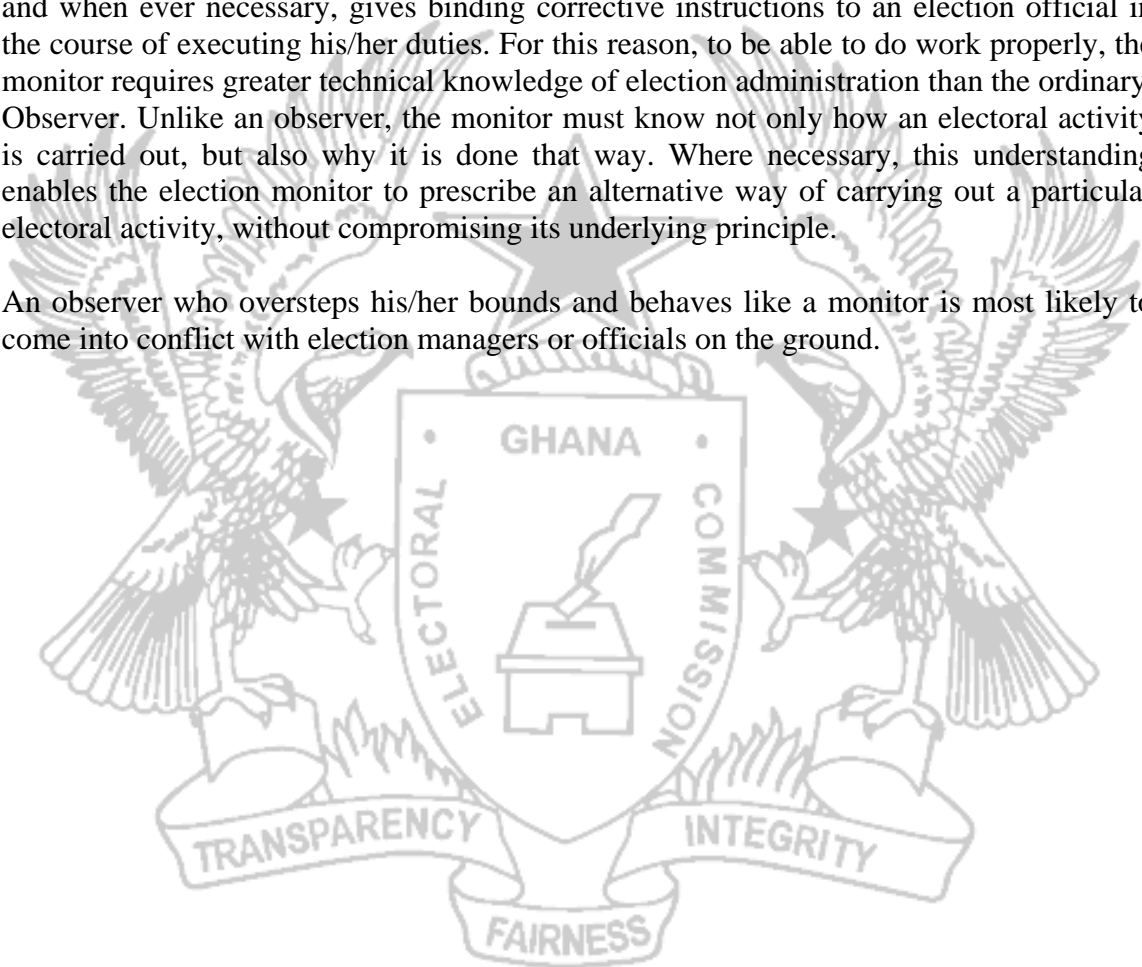 and when ever necessary, gives binding corrective instructions to an election official in
the course of executing his/her duties. For this reason, to be able to do work properly, the
monitor requires greater technical knowledge of election administration than the ordinary
Observer. Unlike an observer, the monitor must know not only how an electoral activity
is carried out, but also why it is done that way. Where necessary, this understanding
enables the election monitor to prescribe an alternative way of carrying out a particular
electoral activity, without compromising its underlying principle.
An observer who oversteps his/her bounds and behaves like a monitor is most likely to
come into conflict with election managers or officials on the ground.
GHANA
ELECTORAL
COMMISSION
TRANSPARENCY
INTEGRITY
FAIRNESS